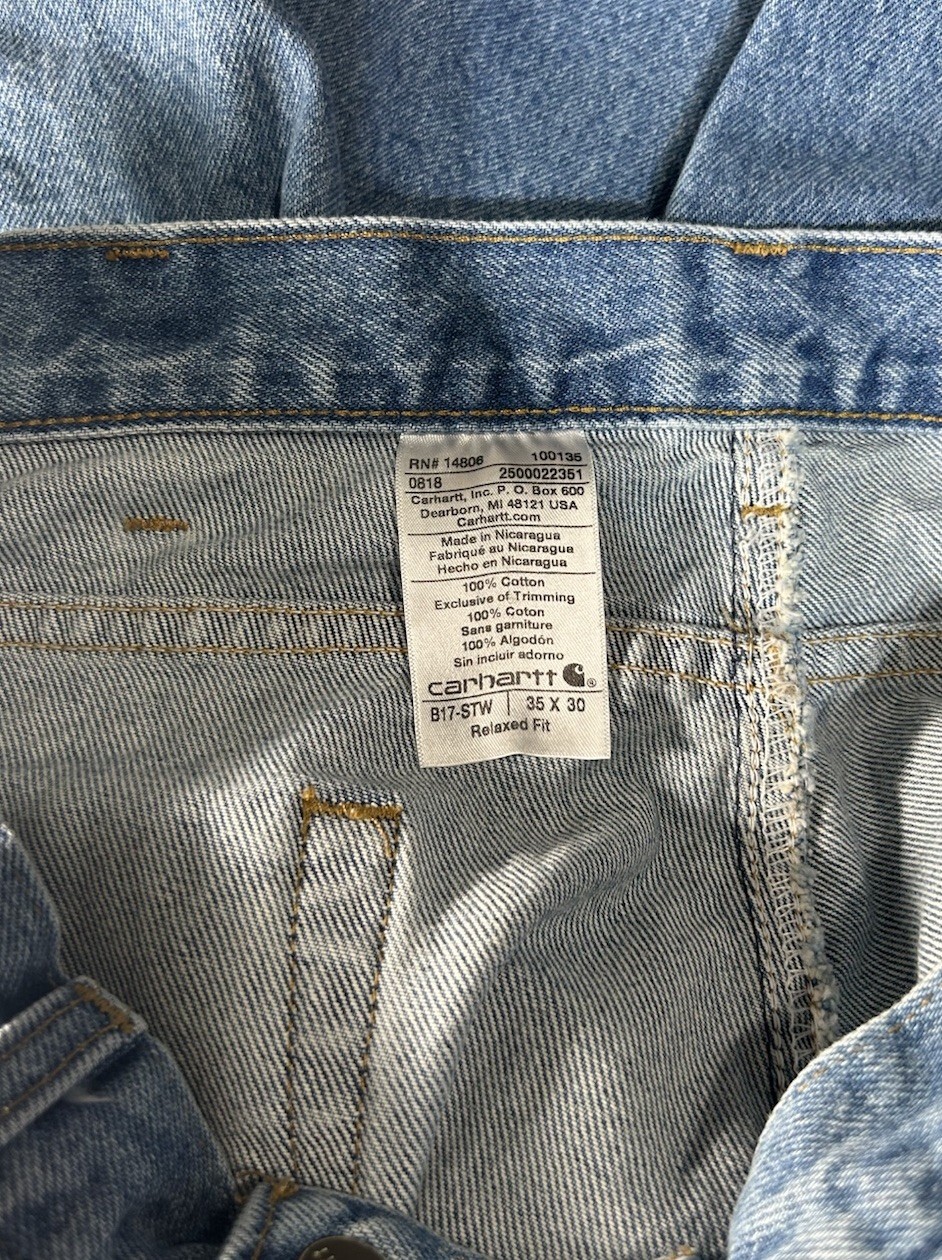 RN# 14806 100135
0818 2500022351
Carhartt, Inc. P. O. Box 600
Dearborn, MI 48121 USA
Carhartt.com
Made in Nicaragua
Fabriqué au Nicaragua
Hecho en Nicaragua
100% Cotton
Exclusive of Trimming
100% Coton
Sans garniture
100% Algodón
Sin incluir adorno
carhartt ®
B17-STW | 35 X 30
Relaxed Fit